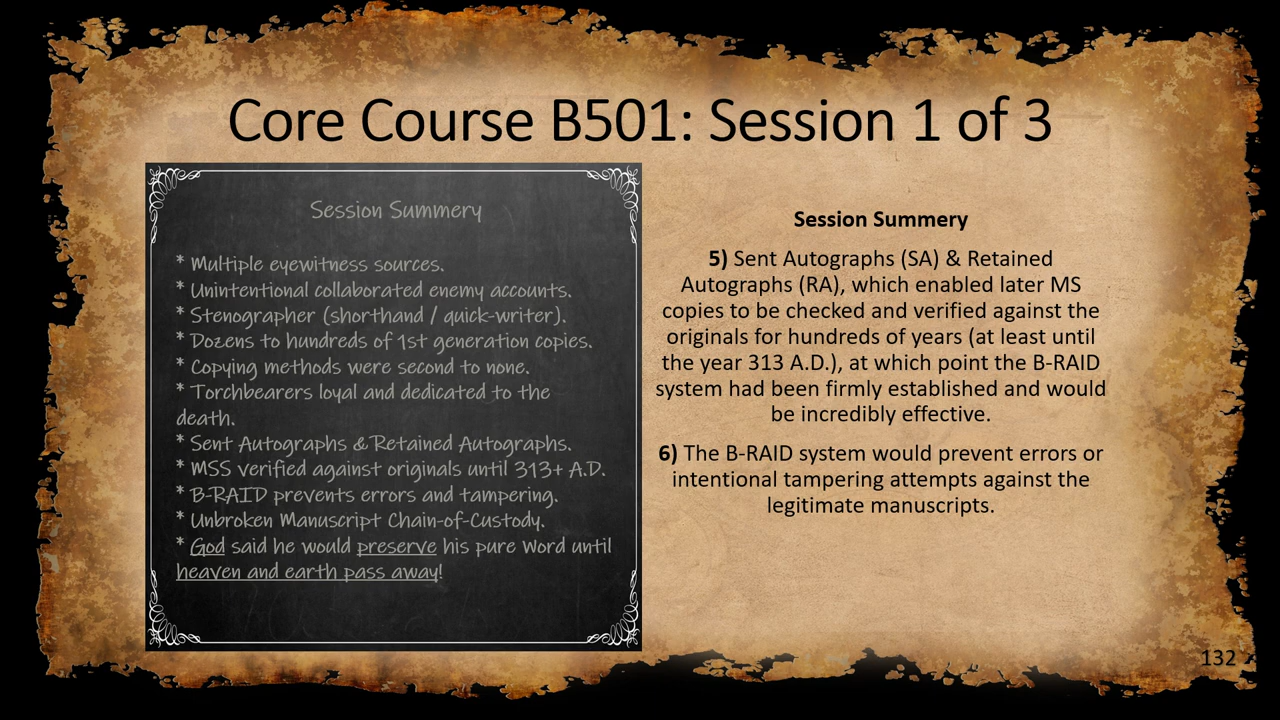 Core Course B501: Session 1 of 3
Session Summery
* Multiple eyewitness sources.
* Unintentional collaborated enemy accounts.
* Stenographer (shorthand / quick-writer).
* Dozens to hundreds of 1st generation copies.
* Copying methods were second to none.
* Torchbearers loyal and dedicated to the
death.
* Sent Autographs & Retained Autographs.
* MSS verified against originals until 313+ A.D.
* B-RAID prevents errors and tampering.
* Unbroken Manuscript Chain-of-Custody.
* God said he would preserve his pure Word until
heaven and earth pass away!
Session Summery
5) Sent Autographs (SA) & Retained
Autographs (RA), which enabled later MS
copies to be checked and verified against the
originals for hundreds of years (at least until
the year 313 A.D.), at which point the B-RAID
system had been firmly established and would
be incredibly effective.
6) The B-RAID system would prevent errors or
intentional tampering attempts against the
legitimate manuscripts.
132